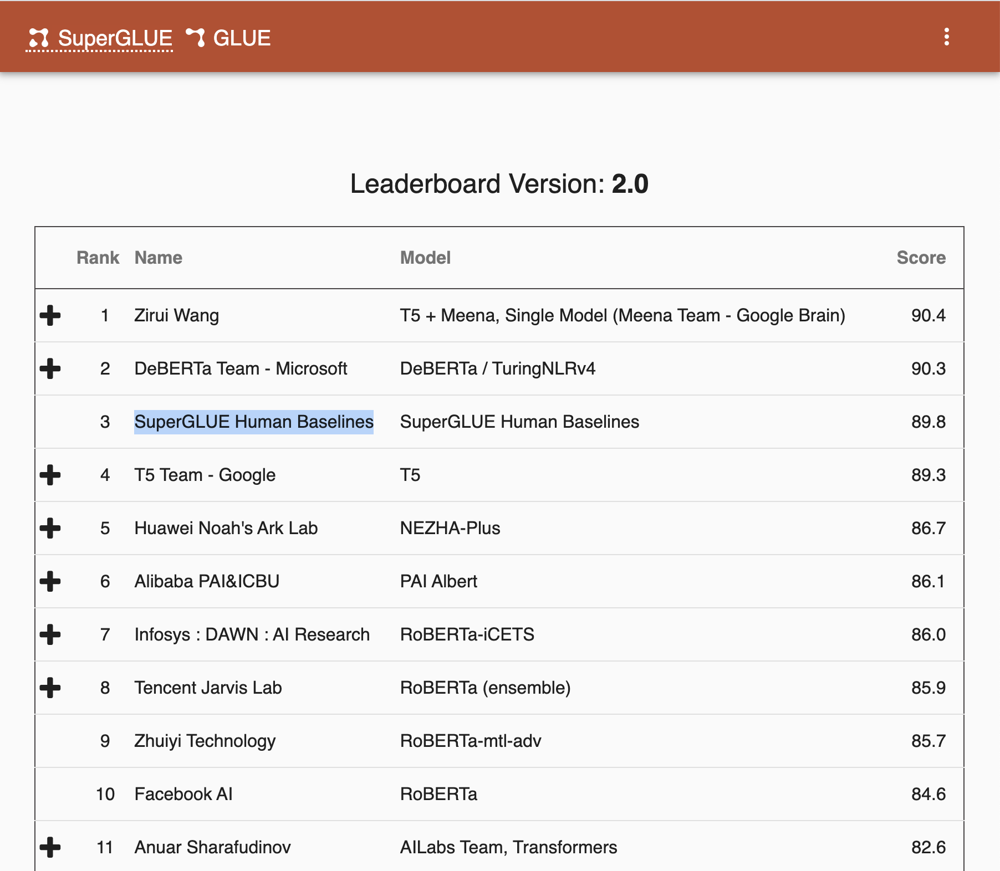 SuperGLUE GLUE
Leaderboard Version: 2.0
Rank Name Model Score
1 Zirui Wang T5 + Meena, Single Model (Meena Team - Google Brain) 90.4
2 DeBERTa Team - Microsoft DeBERTa / TuringNLRv4 90.3
3 SuperGLUE Human Baselines SuperGLUE Human Baselines 89.8
4 T5 Team - Google T5 89.3
5 Huawei Noah's Ark Lab NEZHA-Plus 86.7
6 Alibaba PAI&ICBU PAI Albert 86.1
7 Infosys : DAWN : AI Research RoBERTa-iCETS 86.0
8 Tencent Jarvis Lab RoBERTa (ensemble) 85.9
9 Zhuiyi Technology RoBERTa-mtl-adv 85.7
10 Facebook AI RoBERTa 84.6
11 Anuar Sharafudinov AILabs Team, Transformers 82.6